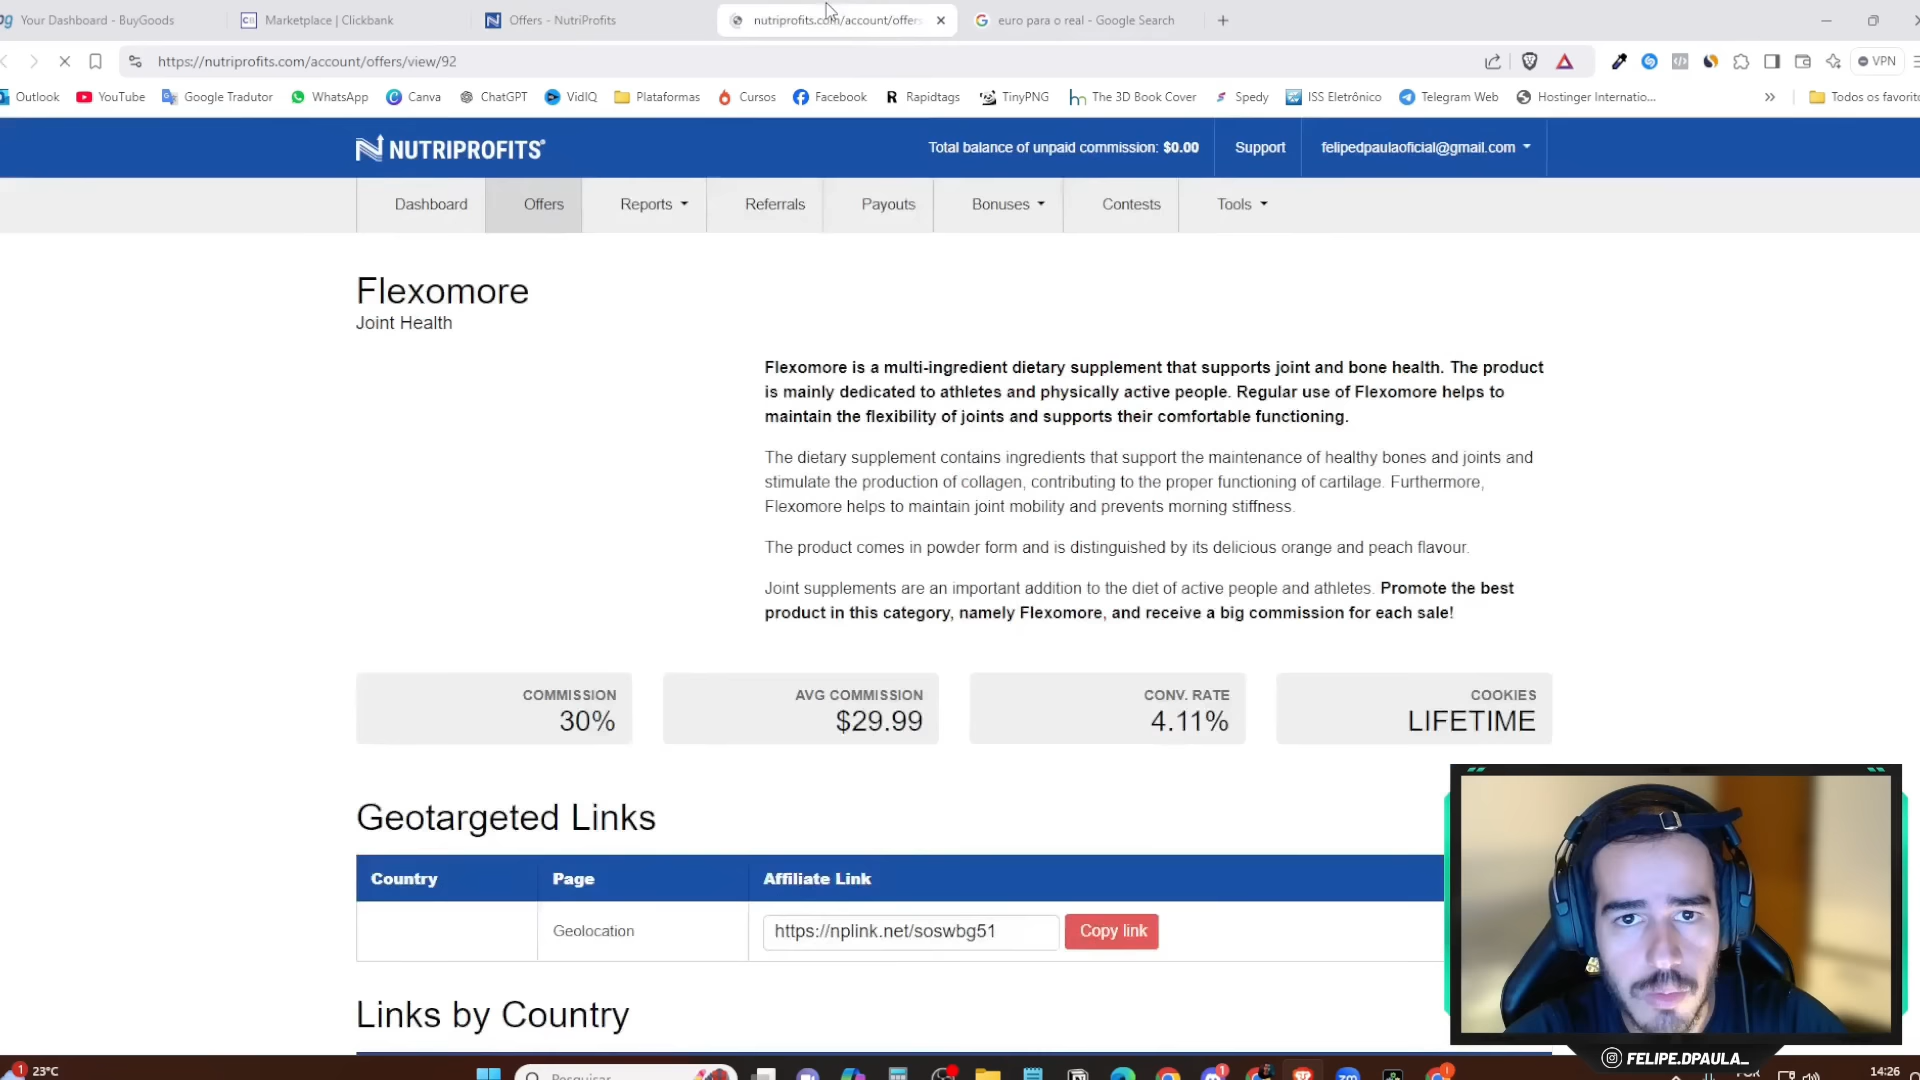 Your Dashboard - BuyGoods
Marketplace | Clickbank
Offers - NutriProfits
nutriprofits.com/account/offers
euro para o real - Google Search
https://nutriprofits.com/account/offers/view/92
VPN
Outlook
YouTube
Google Tradutor
WhatsApp
Canva
ChatGPT
VidIQ
Plataformas
Cursos
Facebook
Rapidtags
TinyPNG
The 3D Book Cover
Spedy
ISS Eletrônico
Telegram Web
Hostinger Internatio...
Todos os favorito
NUTRIPROFITS
Total balance of unpaid commission: $0.00
Support
felipedpaulaoficial@gmail.com
Dashboard
Offers
Reports
Referrals
Payouts
Bonuses
Contests
Tools
Flexomore
Joint Health
Flexomore is a multi-ingredient dietary supplement that supports joint and bone health. The product
is mainly dedicated to athletes and physically active people. Regular use of Flexomore helps to
maintain the flexibility of joints and supports their comfortable functioning.
The dietary supplement contains ingredients that support the maintenance of healthy bones and joints and
stimulate the production of collagen, contributing to the proper functioning of cartilage. Furthermore,
Flexomore helps to maintain joint mobility and prevents morning stiffness.
The product comes in powder form and is distinguished by its delicious orange and peach flavour.
Joint supplements are an important addition to the diet of active people and athletes. Promote the best
product in this category, namely Flexomore, and receive a big commission for each sale!
COMMISSION
30%
AVG COMMISSION
$29.99
CONV. RATE
4.11%
COOKIES
LIFETIME
Geotargeted Links
Country
Page
Affiliate Link
Geolocation
https://nplink.net/soswbg51
Copy link
Links by Country
FELIPE.DPAULA_
1
23°C
Pesquisar
14:26